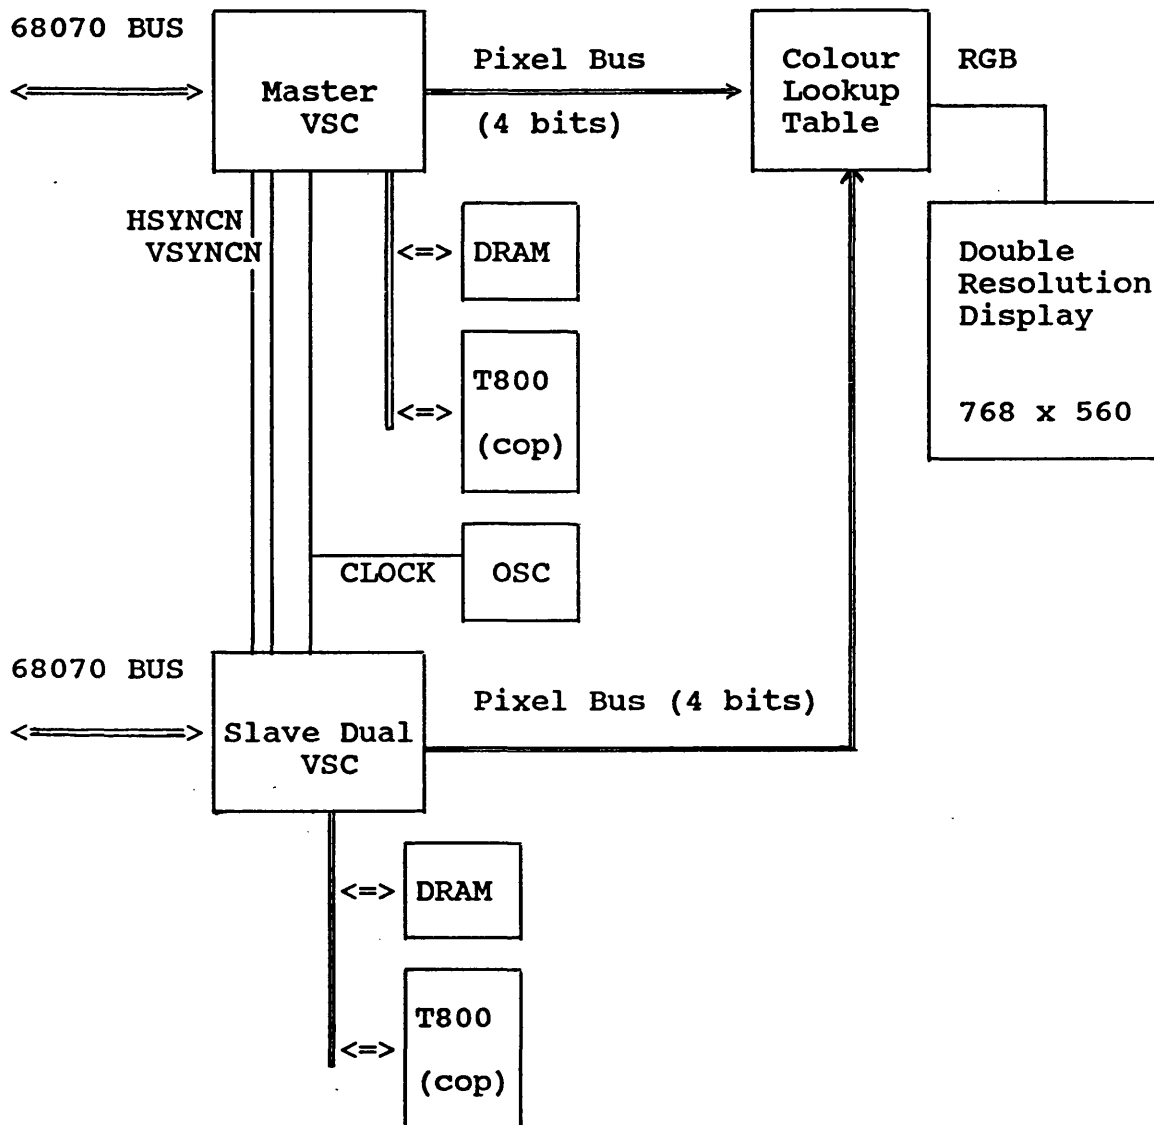 68070 BUS
Master
VSC
Pixel Bus
(4 bits)
Colour
Lookup
Table
RGB
HSYNCN
VSYNCN
<=> DRAM
T800
<=>
(cop)
Double
Resolution
Display
768 x 560
CLOCK
OSC
68070 BUS
Slave Dual
VSC
Pixel Bus (4 bits)
<=> DRAM
T800
<=>
(cop)